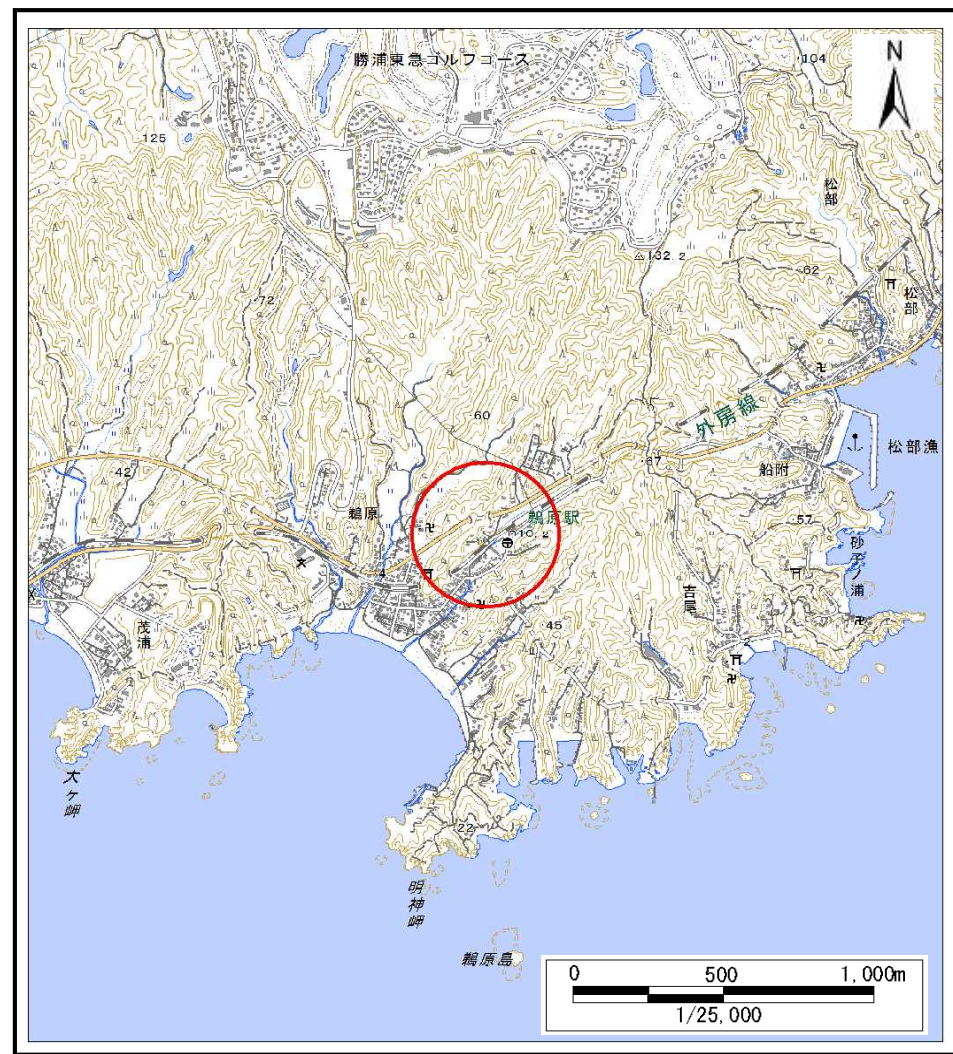 勝浦東急ゴルフコース
104
N
125
松部
132.2
62
72
松部
外房線
60
松部漁
67
42
船附
鵜原
鵜原駅
57
砂子ノ浦
吉尾
45
茂浦
大ヶ岬
22
明神岬
鵜原島
0 500 1,000m
1/25,000